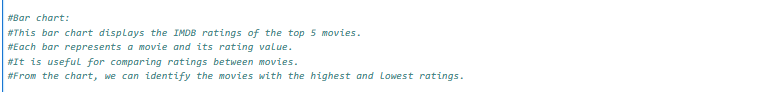 #Bar chart:
#This bar chart displays the IMDB ratings of the top 5 movies.
#Each bar represents a movie and its rating value.
#It is useful for comparing ratings between movies.
#From the chart, we can identify the movies with the highest and lowest ratings.